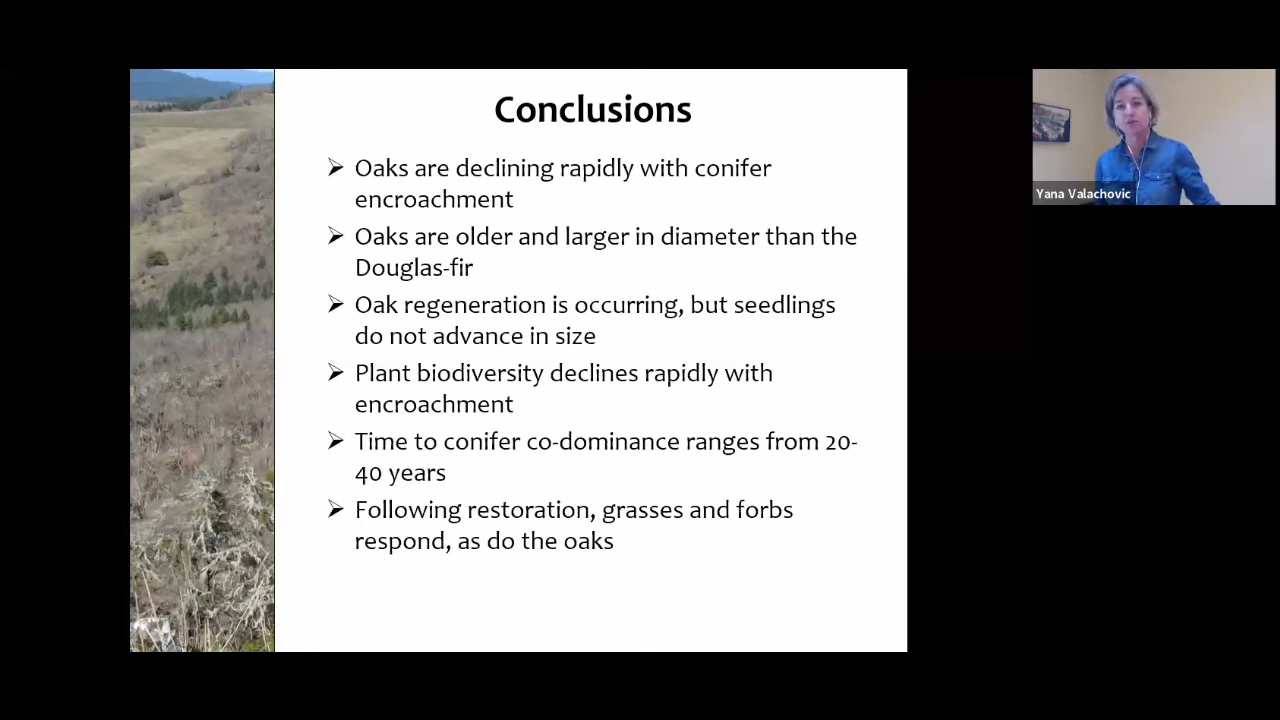 Conclusions
➢ Oaks are declining rapidly with conifer
encroachment
➢ Oaks are older and larger in diameter than the
Douglas-fir
➢ Oak regeneration is occurring, but seedlings
do not advance in size
➢ Plant biodiversity declines rapidly with
encroachment
➢ Time to conifer co-dominance ranges from 20-
40 years
➢ Following restoration, grasses and forbs
respond, as do the oaks
Yana Valachovic